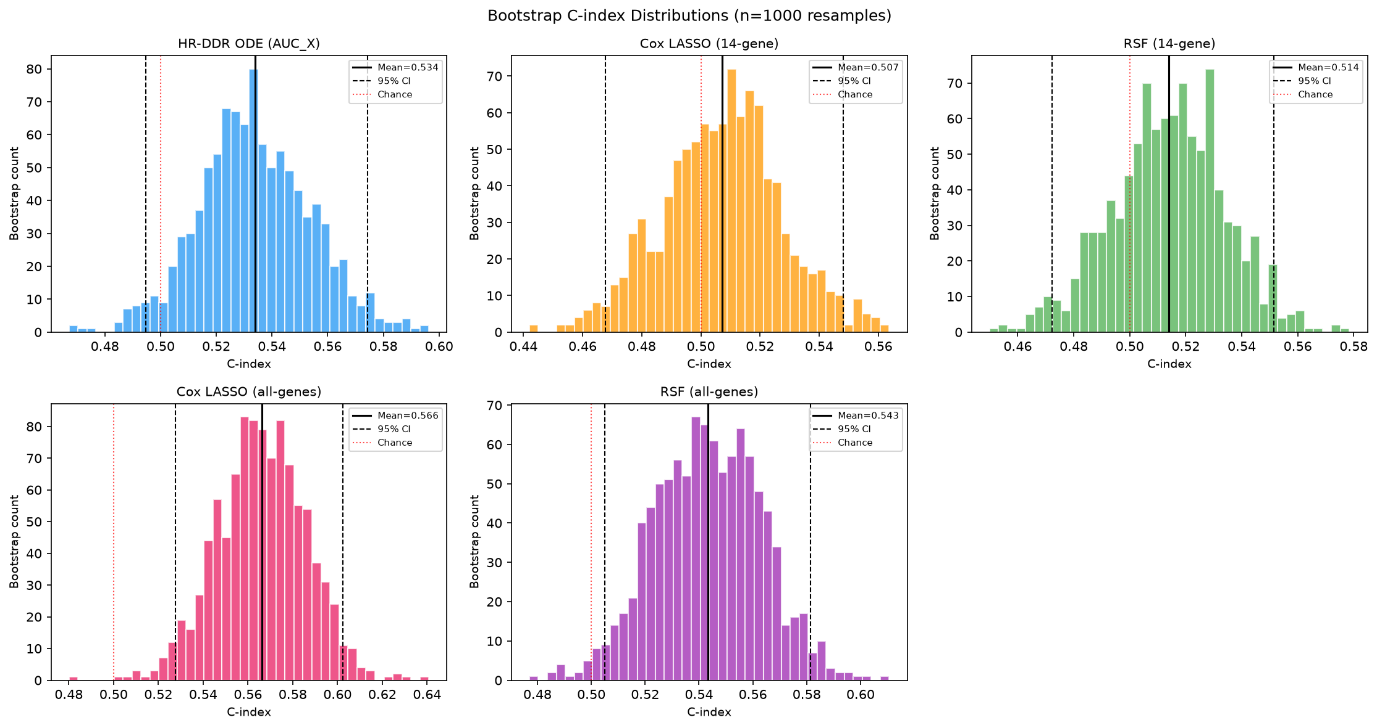 Bootstrap C-index Distributions (n=1000 resamples)
HR-DDR ODE (AUC_X)
Bootstrap count
80
70
60
50
40
30
20
10
0
0.48 0.50 0.52 0.54 0.56 0.58 0.60
C-index
Mean=0.534
95% CI
Chance
Cox LASSO (14-gene)
Bootstrap count
70
60
50
40
30
20
10
0
0.44 0.46 0.48 0.50 0.52 0.54 0.56
C-index
Mean=0.507
95% CI
Chance
RSF (14-gene)
Bootstrap count
70
60
50
40
30
20
10
0
0.46 0.48 0.50 0.52 0.54 0.56 0.58
C-index
Mean=0.514
95% CI
Chance
Cox LASSO (all-genes)
Bootstrap count
80
70
60
50
40
30
20
10
0
0.48 0.50 0.52 0.54 0.56 0.58 0.60 0.62 0.64
C-index
Mean=0.566
95% CI
Chance
RSF (all-genes)
Bootstrap count
70
60
50
40
30
20
10
0
0.48 0.50 0.52 0.54 0.56 0.58 0.60
C-index
Mean=0.543
95% CI
Chance